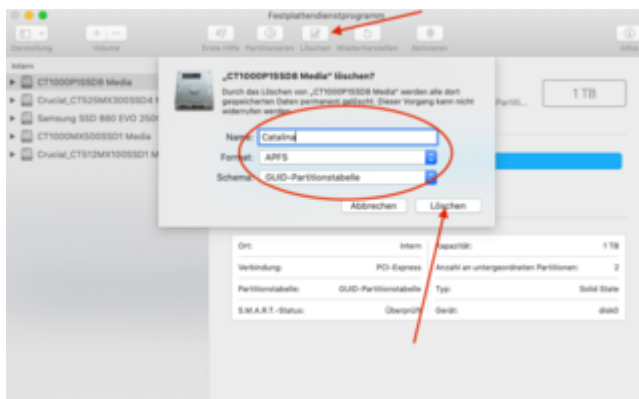 Festplattendienstprogramm
Darstellung Volume Erste Hilfe Partitionieren Löschen Wiederherstellen Aktivieren
Intern
CT1000P1SSD8 Media
Crucial_CT525MX300SSD4
Samsung SSD 860 EVO 250
CT1000MX500SSD1 Media
Crucial_CT512MX100SSD1 M
„CT1000P1SSD8 Media“ löschen?
Durch das Löschen von „CT1000P1SSD8 Media“ werden alle dort
gespeicherten Daten permanent gelöscht. Dieser Vorgang kann nicht
widerrufen werden.
Name: Catalina
Format: APFS
Schema: GUID-Partitionstabelle
Abbrechen Löschen
1 TB
Ort: Intern Kapazität: 1 TB
Verbindung: PCI-Express Anzahl an untergeordneten Partitionen: 2
Partitionstabelle: GUID-Partitionstabelle Typ: Solid State
S.M.A.R.T.-Status: Überprüft Gerät: disk0